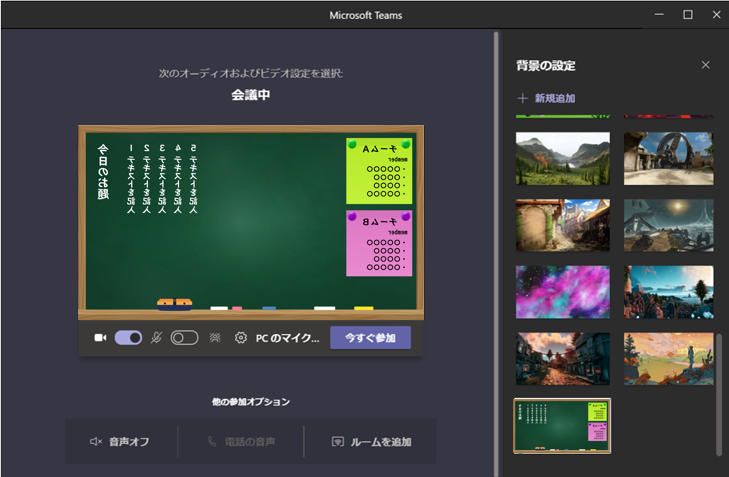 Microsoft Teams
次のオーディオおよびビデオ設定を選択:
会議中
今日のお題
1 テキストを記入
2 テキストを記入
3 テキストを記入
4 テキストを記入
5 テキストを記入
チームA
member
・○○○○○
・○○○○○
・○○○○○
・○○○○○
チームB
member
・○○○○○
・○○○○○
・○○○○○
・○○○○○
PC のマイク...
今すぐ参加
他の参加オプション
音声オフ
電話の音声
ルームを追加
背景の設定
新規追加